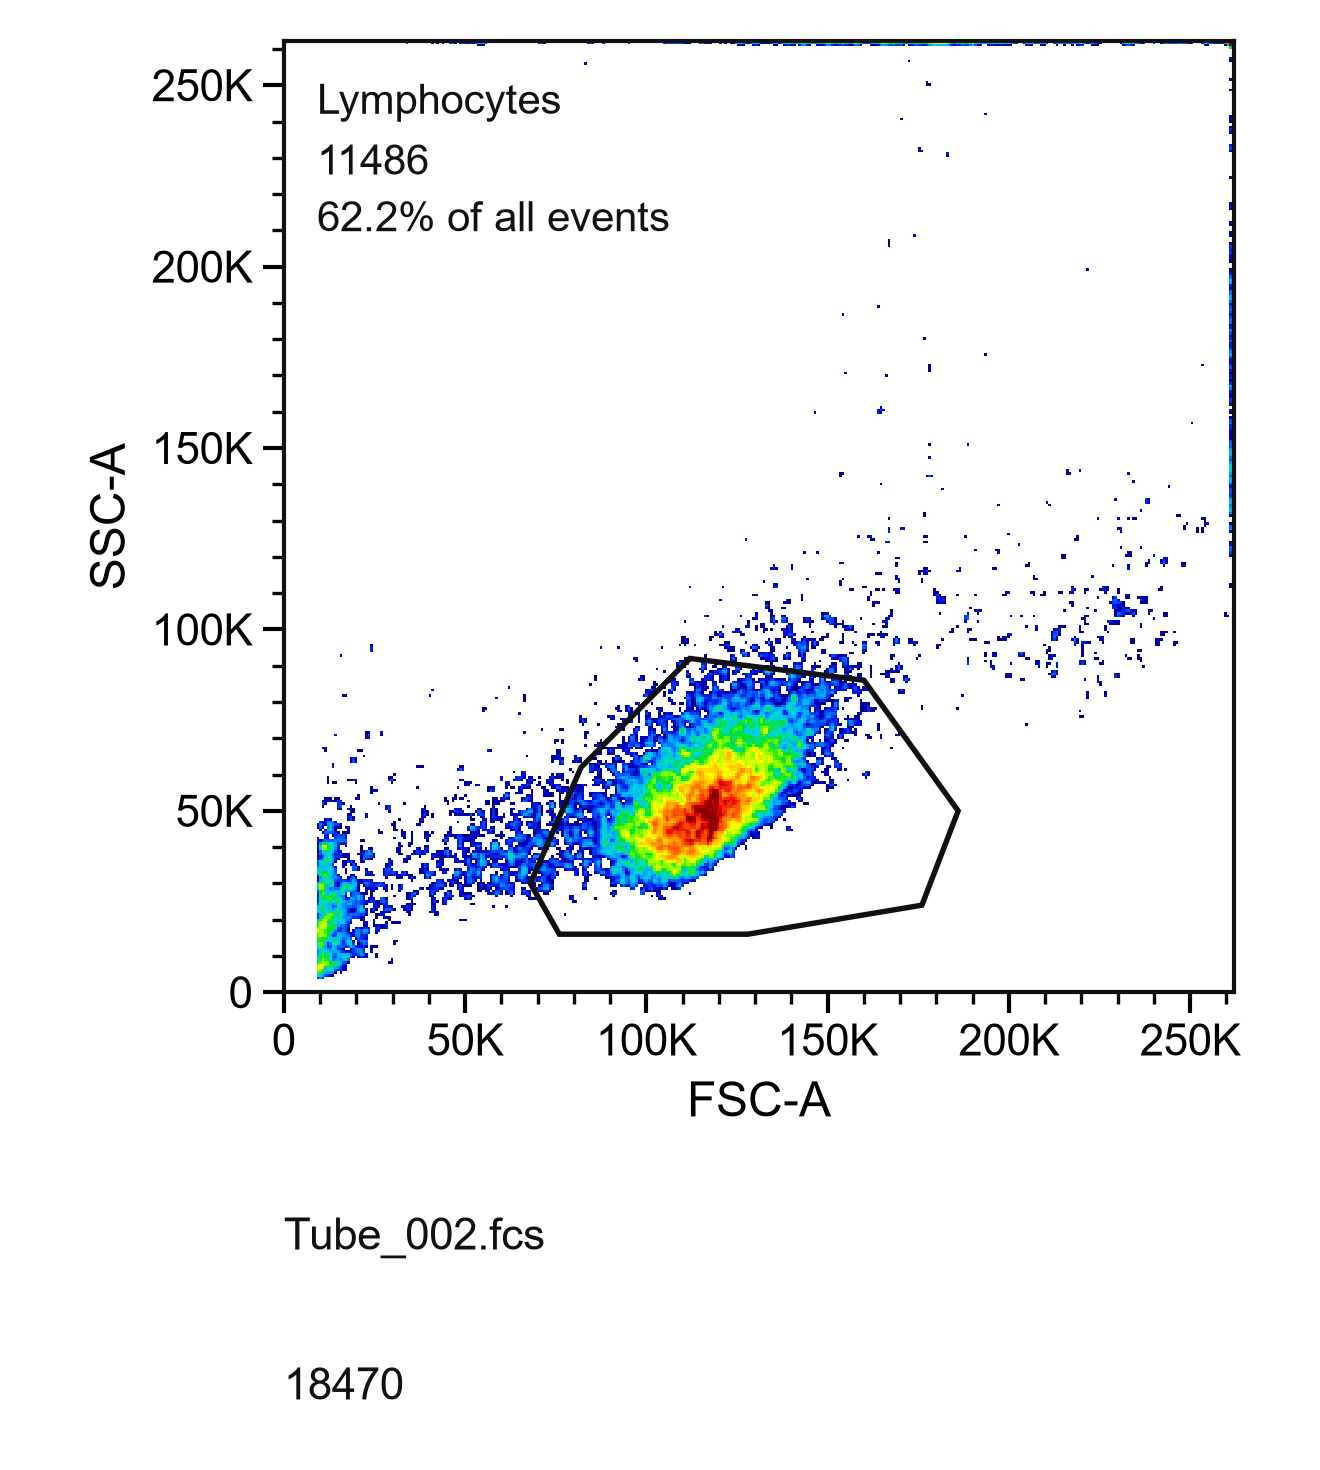 Lymphocytes
11486
62.2% of all events
250K
200K
150K
100K
50K
0
SSC-A
0 50K 100K 150K 200K 250K
FSC-A
Tube_002.fcs
18470